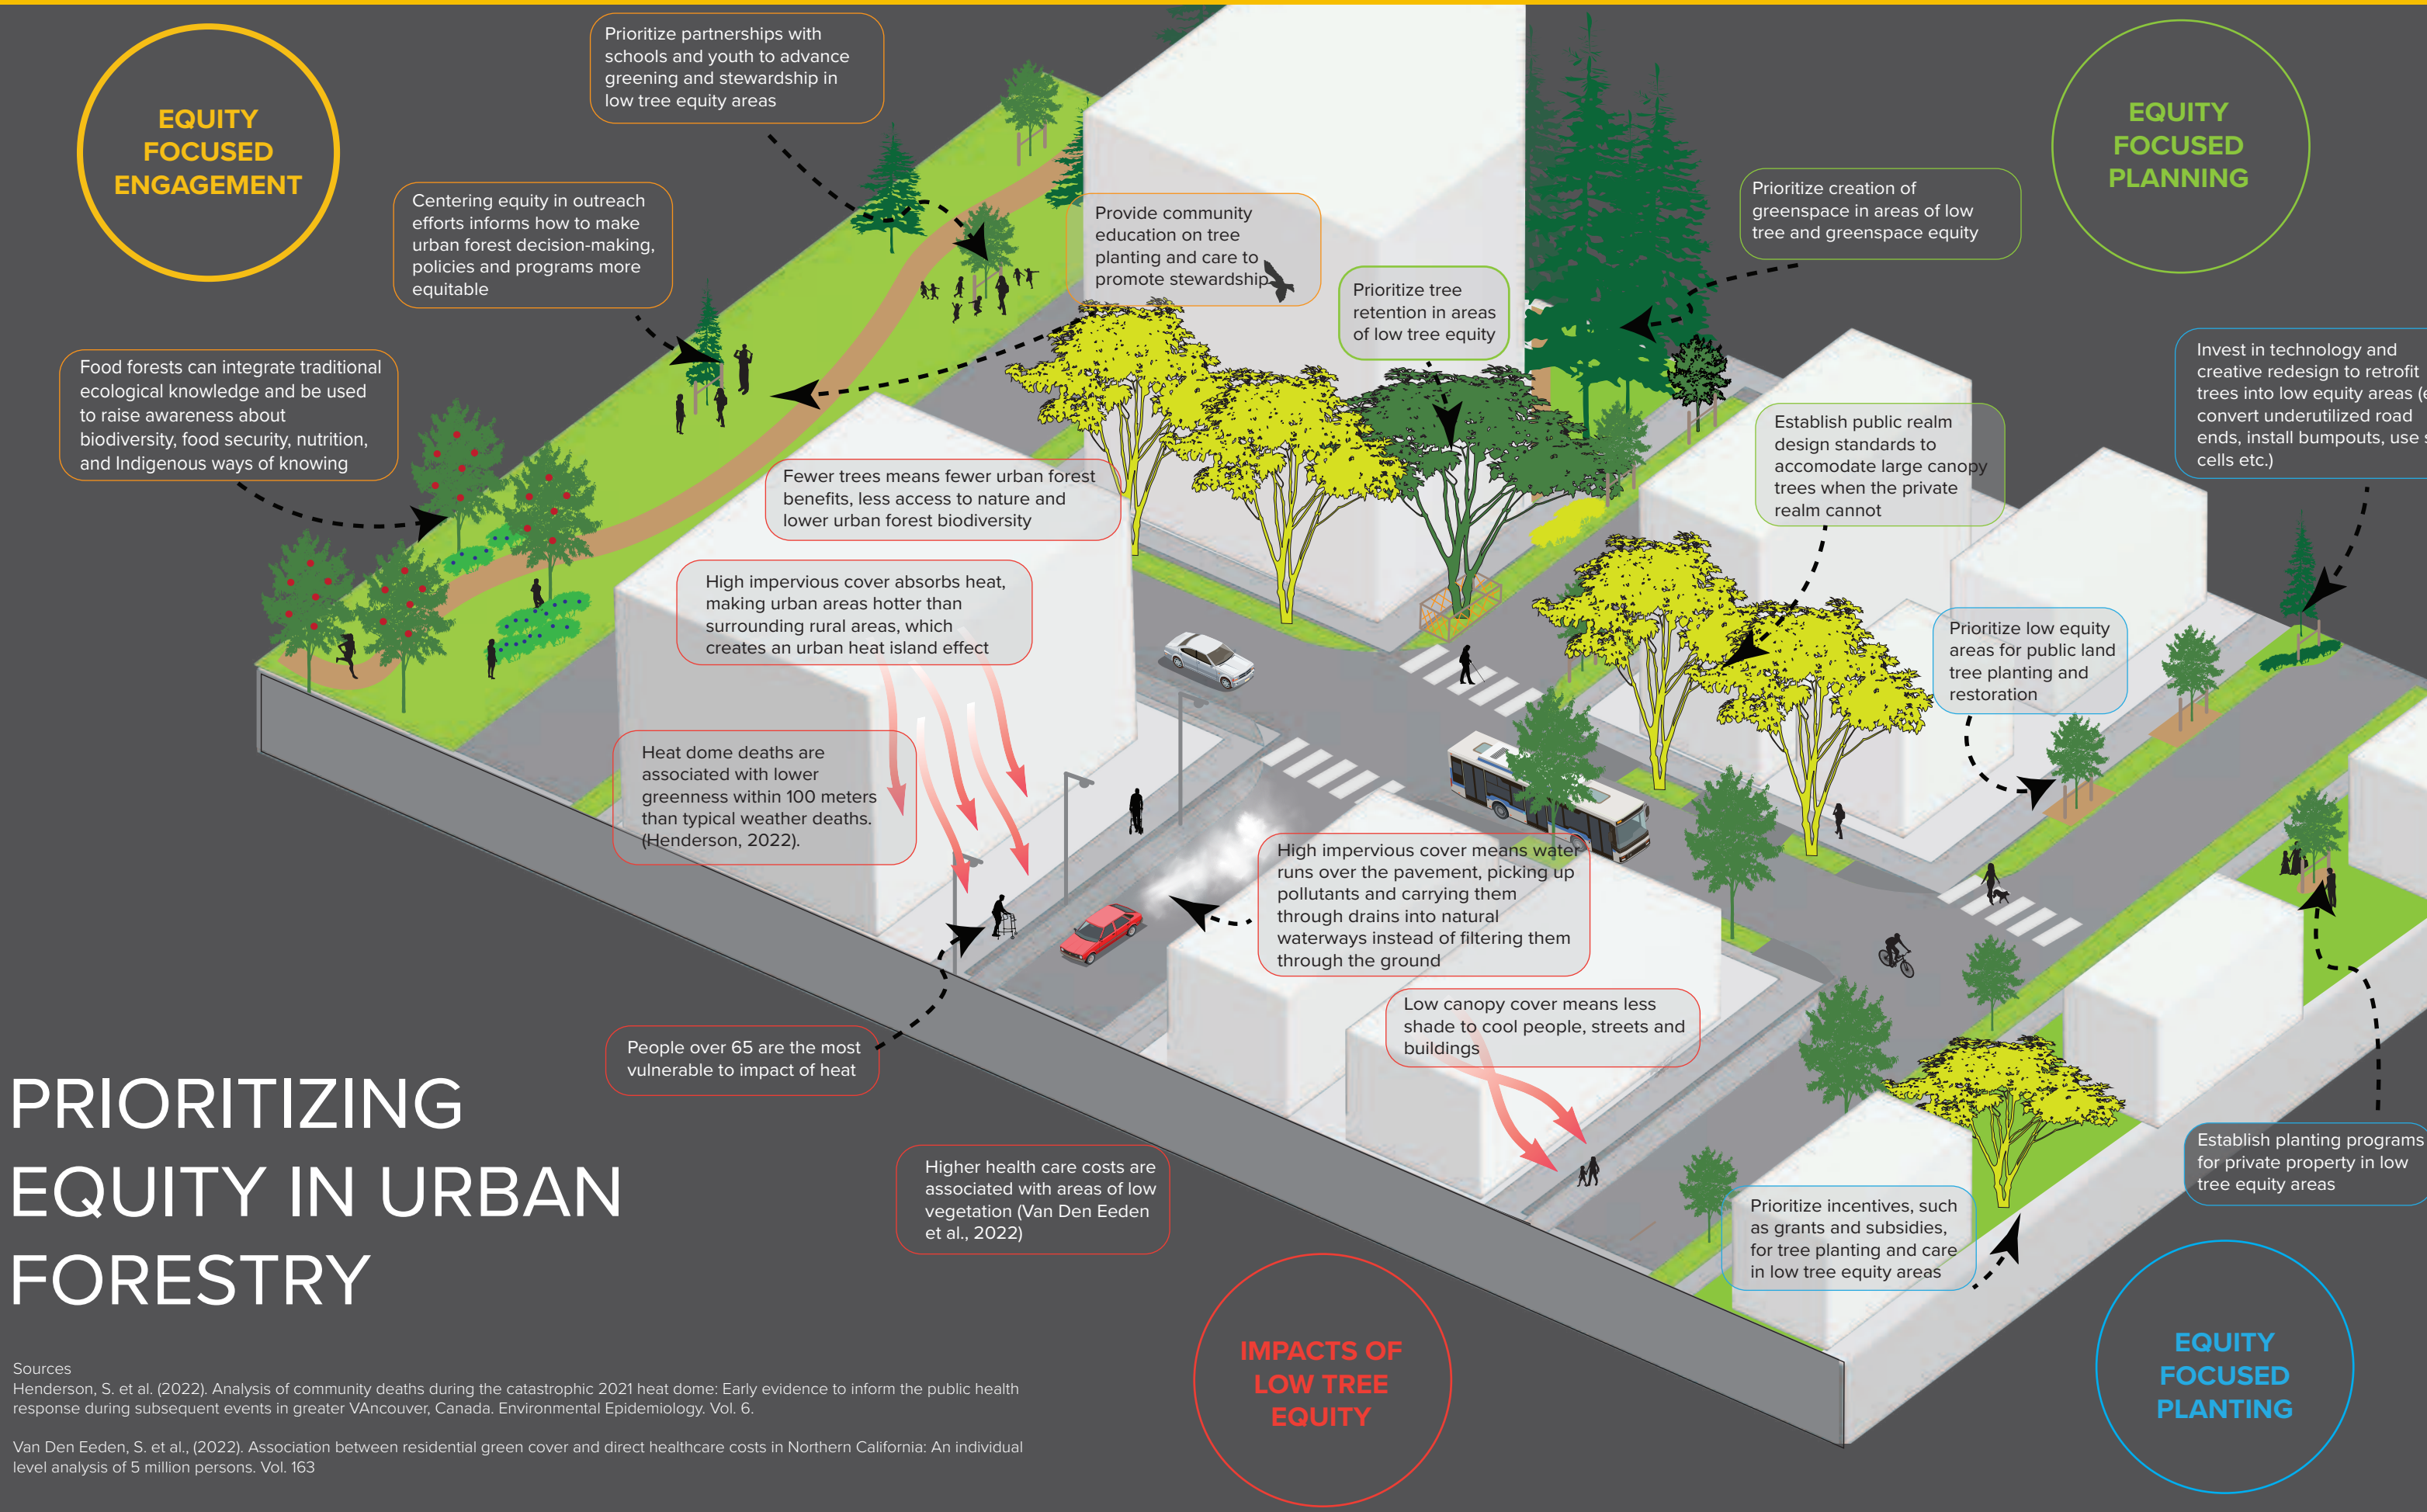 EQUITY
FOCUSED
ENGAGEMENT
Prioritize partnerships with
schools and youth to advance
greening and stewardship in
low tree equity areas
Centering equity in outreach
efforts informs how to make
urban forest decision-making,
policies and programs more
equitable
Food forests can integrate traditional
ecological knowledge and be used
to raise awareness about
biodiversity, food security, nutrition,
and Indigenous ways of knowing
Provide community
education on tree
planting and care to
promote stewardship
Prioritize tree
retention in areas
of low tree equity
Prioritize creation of
greenspace in areas of low
tree and greenspace equity
EQUITY
FOCUSED
PLANNING
Invest in technology and
creative redesign to retrofit
trees into low equity areas
convert underutilized road
ends, install bumpouts, use
cells etc.)
Establish public realm
design standards to
accomodate large canopy
trees when the private
realm cannot
Fewer trees means fewer urban forest
benefits, less access to nature and
lower urban forest biodiversity
High impervious cover absorbs heat,
making urban areas hotter than
surrounding rural areas, which
creates an urban heat island effect
Prioritize low equity
areas for public land
tree planting and
restoration
Heat dome deaths are
associated with lower
greenness within 100 meters
than typical weather deaths.
(Henderson, 2022).
High impervious cover means water
runs over the pavement, picking up
pollutants and carrying them
through drains into natural
waterways instead of filtering them
through the ground
Low canopy cover means less
shade to cool people, streets and
buildings
People over 65 are the most
vulnerable to impact of heat
Higher health care costs are
associated with areas of low
vegetation (Van Den Eeden
et al., 2022)
Establish planting programs
for private property in low
tree equity areas
Prioritize incentives, such
as grants and subsidies,
for tree planting and care
in low tree equity areas
PRIORITIZING
EQUITY IN URBAN
FORESTRY
IMPACTS OF
LOW TREE
EQUITY
EQUITY
FOCUSED
PLANTING
Sources
Henderson, S. et al. (2022). Analysis of community deaths during the catastrophic 2021 heat dome: Early evidence to inform the public health
response during subsequent events in greater VAncouver, Canada. Environmental Epidemiology. Vol. 6.
Van Den Eeden, S. et al., (2022). Association between residential green cover and direct healthcare costs in Northern California: An individual
level analysis of 5 million persons. Vol. 163